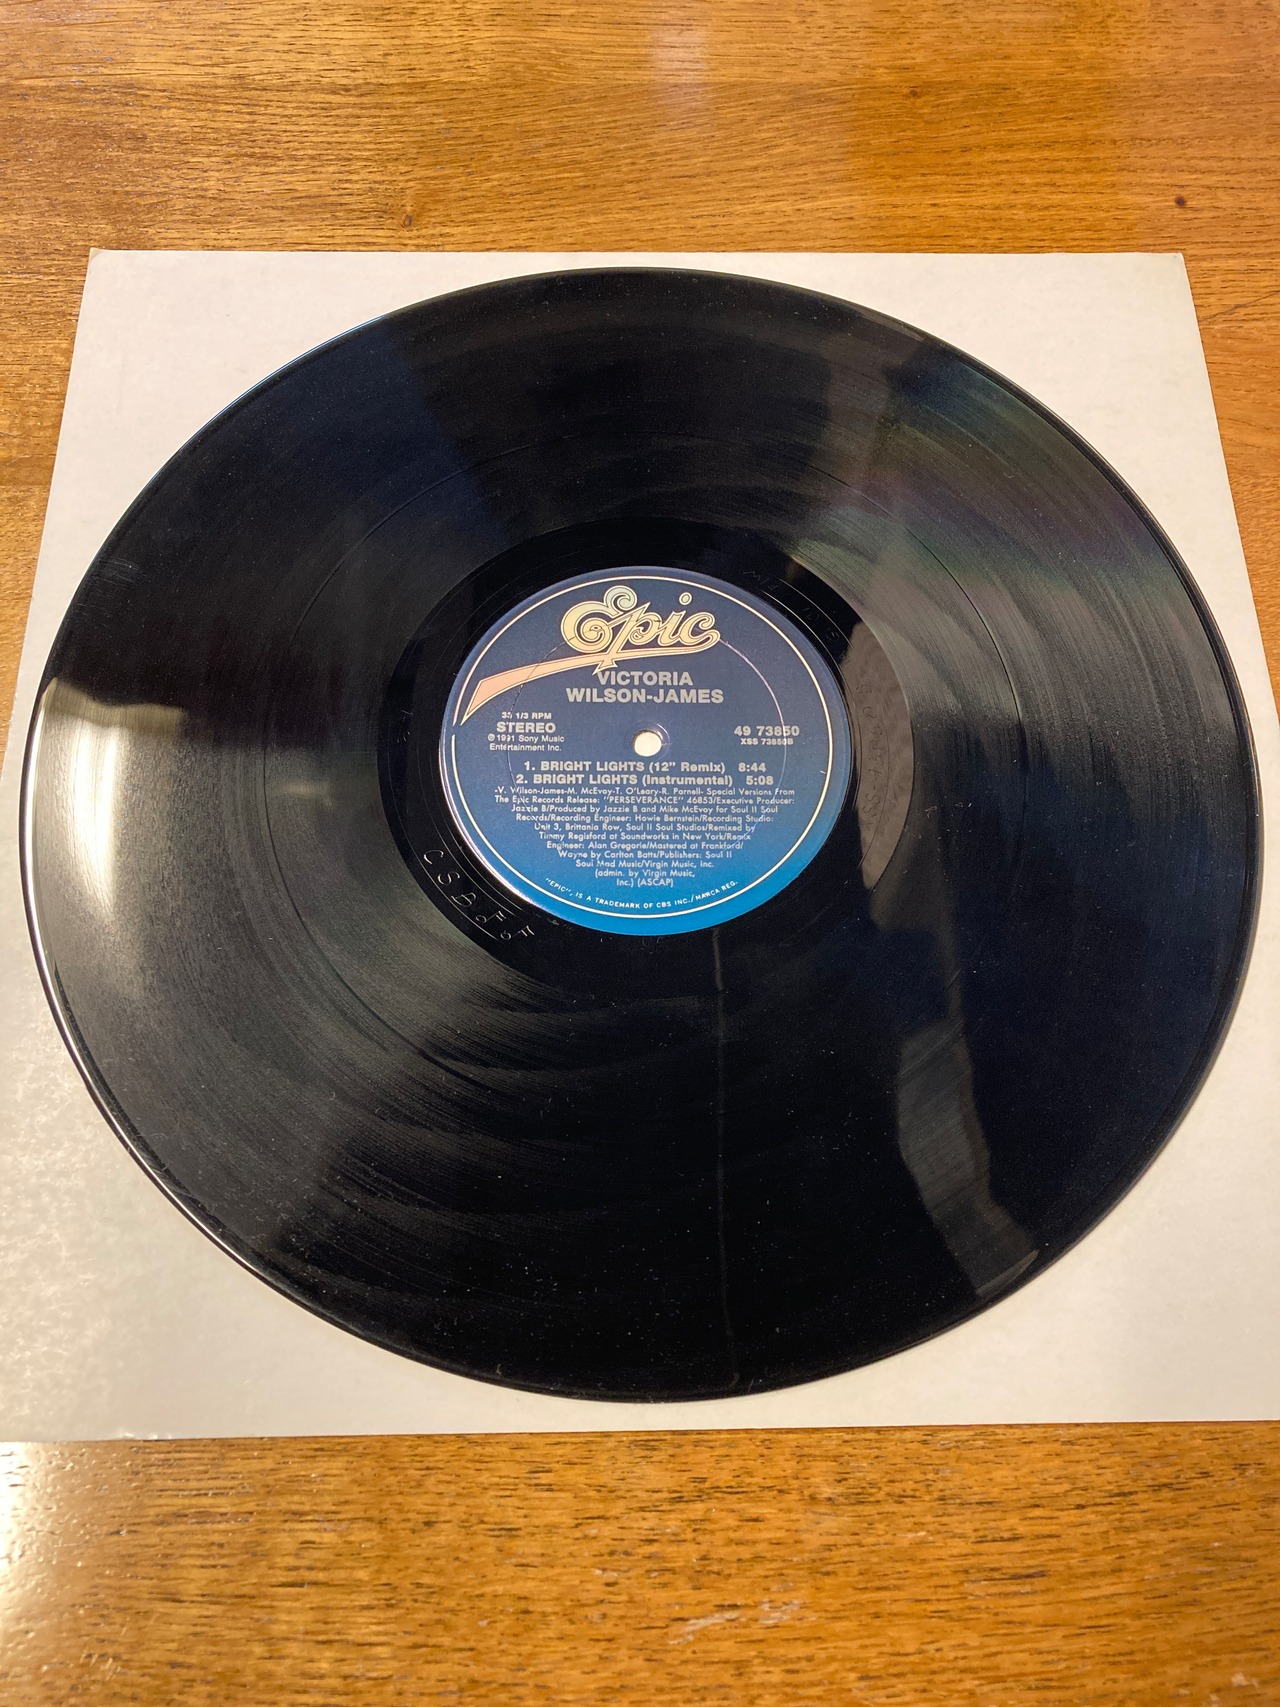 Epic
VICTORIA
WILSON-JAMES
33 1/3 RPM
STEREO
℗ 1991 Sony Music
Entertainment Inc.
49 73850
XSS 73850B
1. BRIGHT LIGHTS (12" Remix) 8:44
2. BRIGHT LIGHTS (Instrumental) 5:08
-V. Wilson-James-M. McEvoy-T. O'Leary-R. Parnell- Special Versions From
The Epic Records Release: "PERSEVERANCE" 46853/Executive Producer:
Jazzie B/Produced by Jazzie B and Mike McEvoy for Soul II Soul
Records/Recording Engineer: Howie Bernstein/Recording Studio:
Unit 3, Brittania Row, Soul II Soul Studios/Remixed by
Timmy Regisford at Soundworks in New York/Remix
Engineer: Alan Gregorie/Mastered at Frankford/
Wayne by Carlton Batts/Publishers: Soul II
Soul Mad Music/Virgin Music, Inc.
(admin. by Virgin Music,
Inc.) (ASCAP)
"EPIC", IS A TRADEMARK OF CBS INC./MARCA REG.